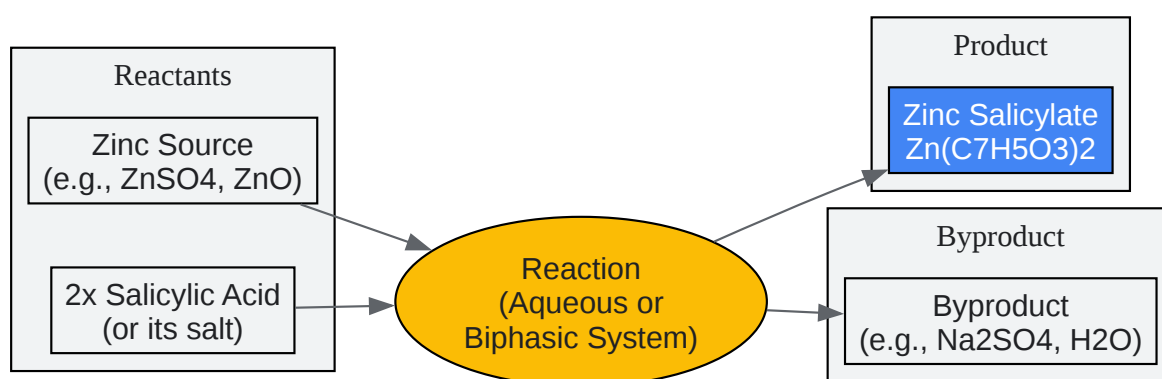 Reactants
Zinc Source
(e.g., ZnSO4, ZnO)
2x Salicylic Acid
(or its salt)
Reaction
(Aqueous or
Biphasic System)
Product
Zinc Salicylate
Zn(C7H5O3)2
Byproduct
Byproduct
(e.g., Na2SO4, H2O)